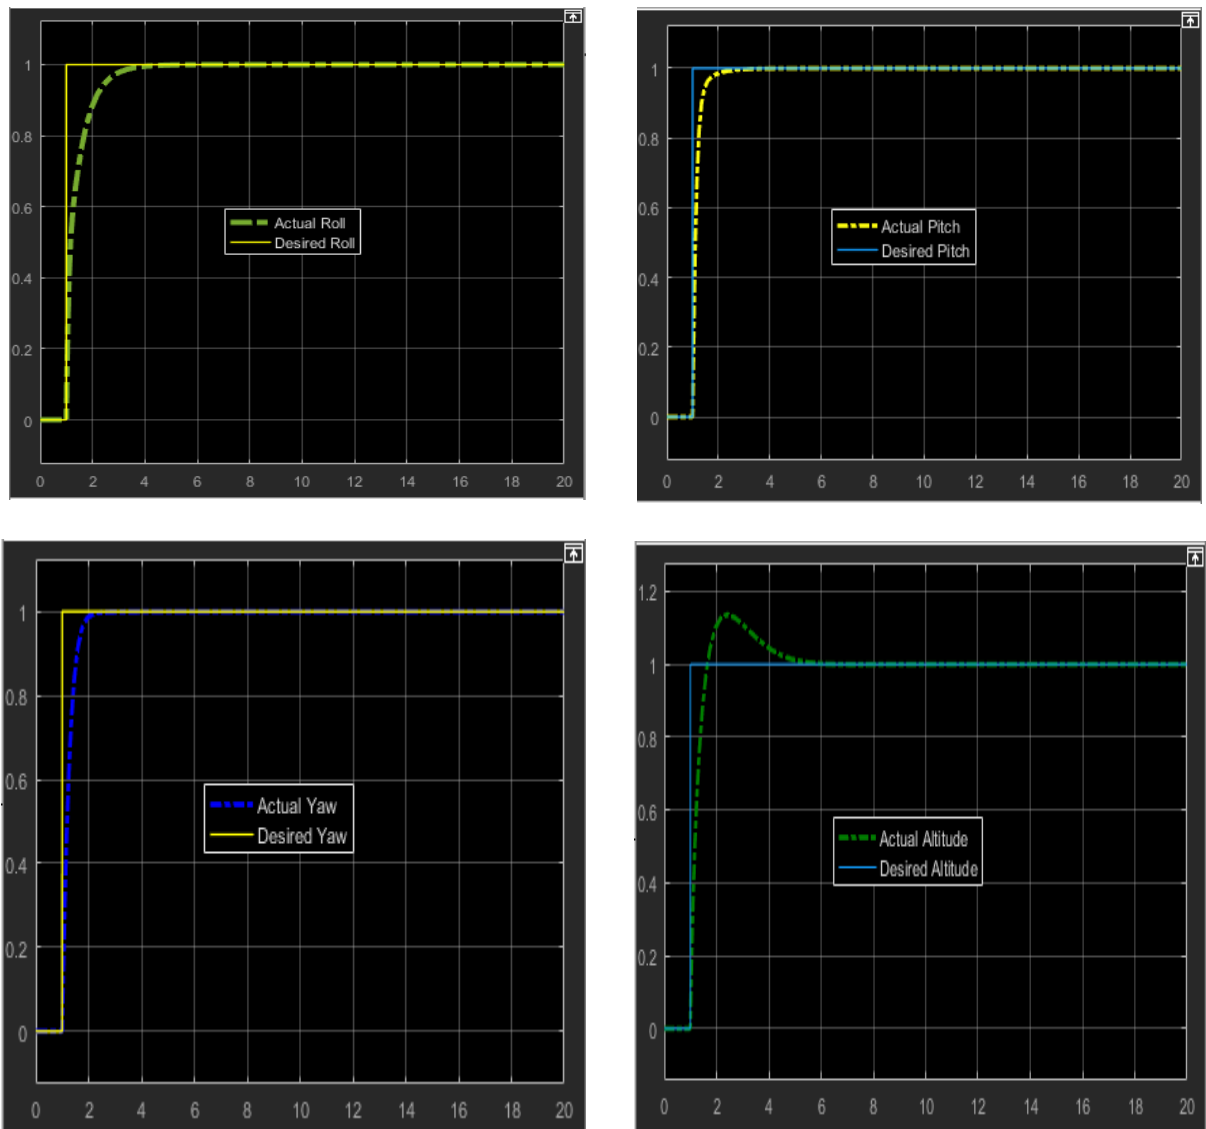 1
0.8
0.6
0.4
0.2
0
0 2 4 6 8 10 12 14 16 18 20
Actual Roll
Desired Roll
1
0.8
0.6
0.4
0.2
0
0 2 4 6 8 10 12 14 16 18 20
Actual Pitch
Desired Pitch
1
0.8
0.6
0.4
0.2
0
0 2 4 6 8 10 12 14 16 18 20
Actual Yaw
Desired Yaw
1.2
1
0.8
0.6
0.4
0.2
0
0 2 4 6 8 10 12 14 16 18 20
Actual Altitude
Desired Altitude